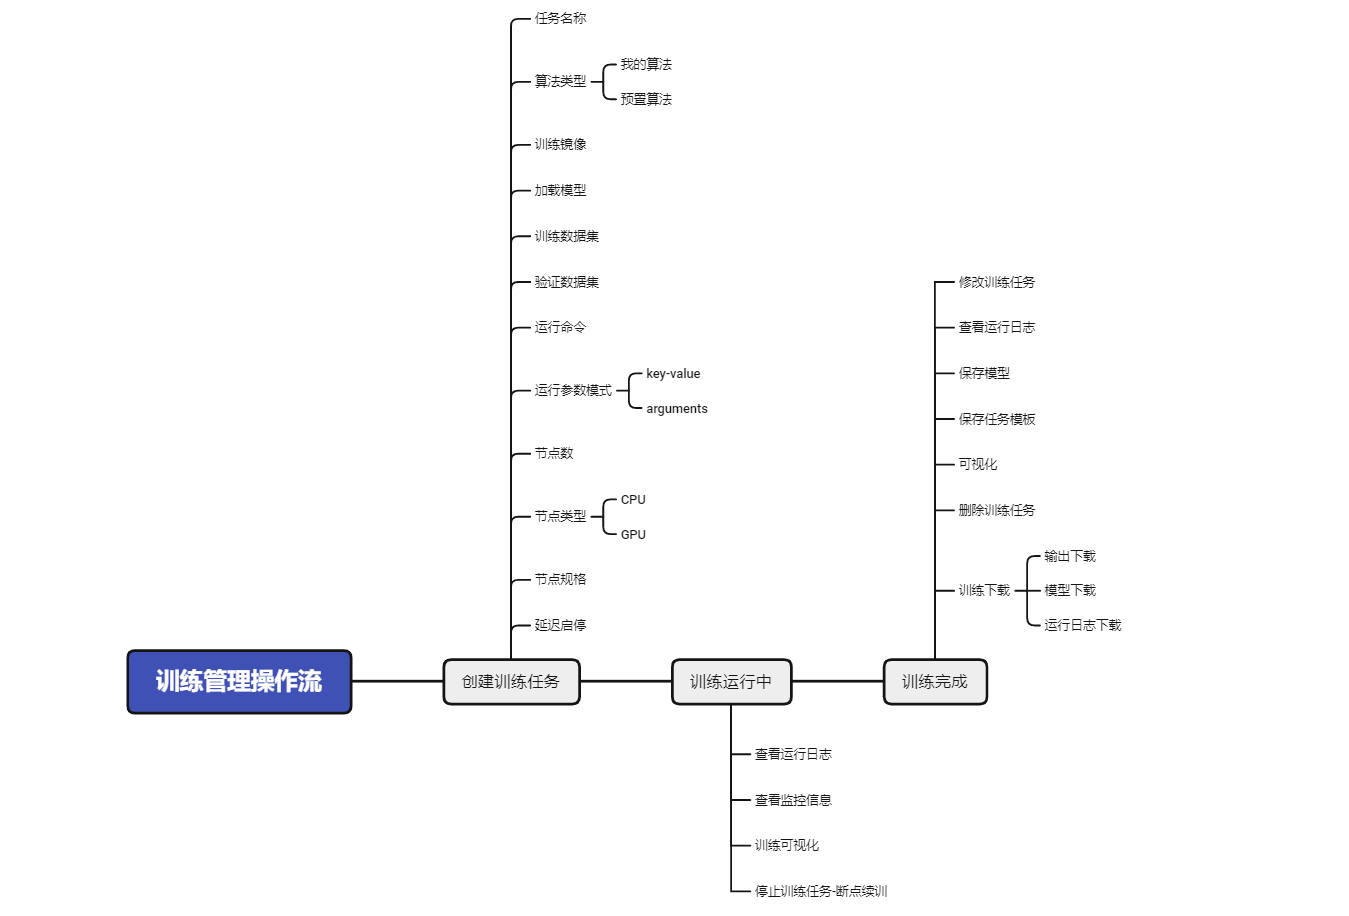 任务名称
算法类型
我的算法
预置算法
训练镜像
加载模型
训练数据集
验证数据集
运行命令
运行参数模式
key-value
arguments
节点数
节点类型
CPU
GPU
节点规格
延迟启停
修改训练任务
查看运行日志
保存模型
保存任务模板
可视化
删除训练任务
训练下载
输出下载
模型下载
运行日志下载
训练管理操作流
创建训练任务
训练运行中
训练完成
查看运行日志
查看监控信息
训练可视化
停止训练任务-断点续训